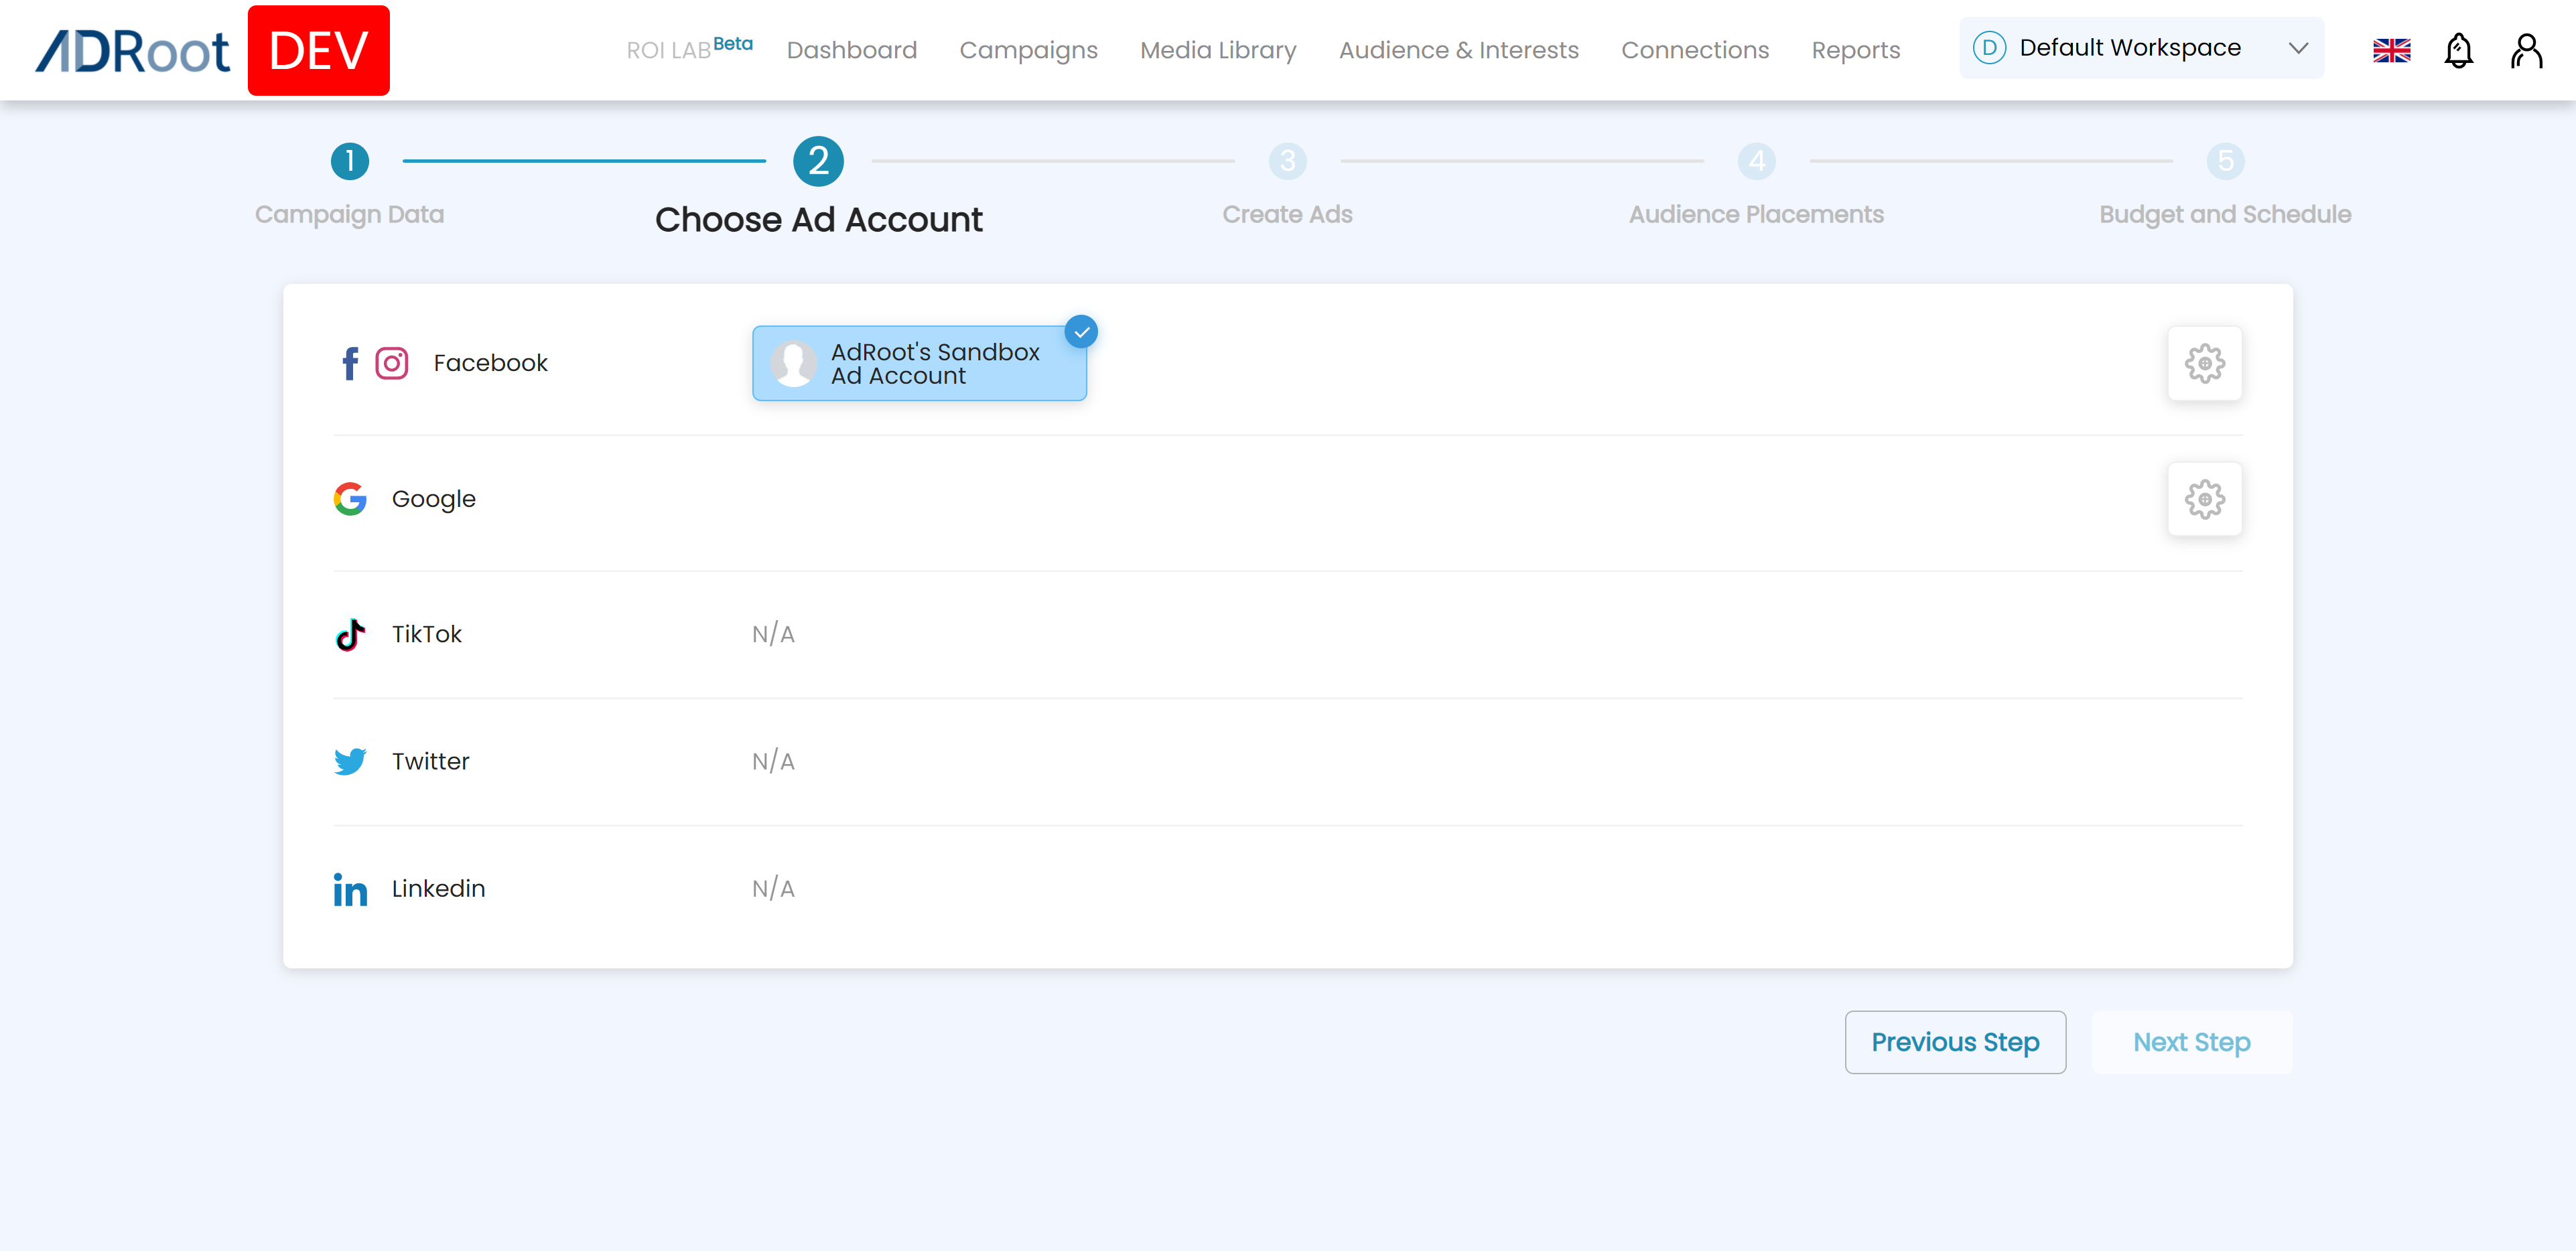 ADRoot DEV
ROI LAB Beta Dashboard Campaigns Media Library Audience & Interests Connections Reports D Default Workspace
1 2 3 4 5
Campaign Data Choose Ad Account Create Ads Audience Placements Budget and Schedule
Facebook
AdRoot's Sandbox
Ad Account
Google
TikTok N/A
Twitter N/A
Linkedin N/A
Previous Step Next Step